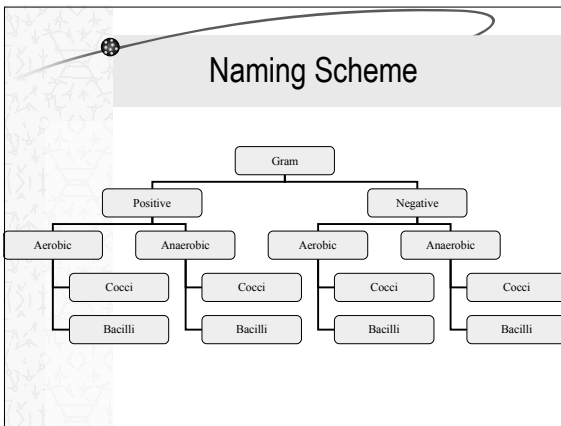 Naming Scheme
Gram
Positive Negative
Aerobic Anaerobic Aerobic Anaerobic
Cocci Cocci Cocci Cocci
Bacilli Bacilli Bacilli Bacilli